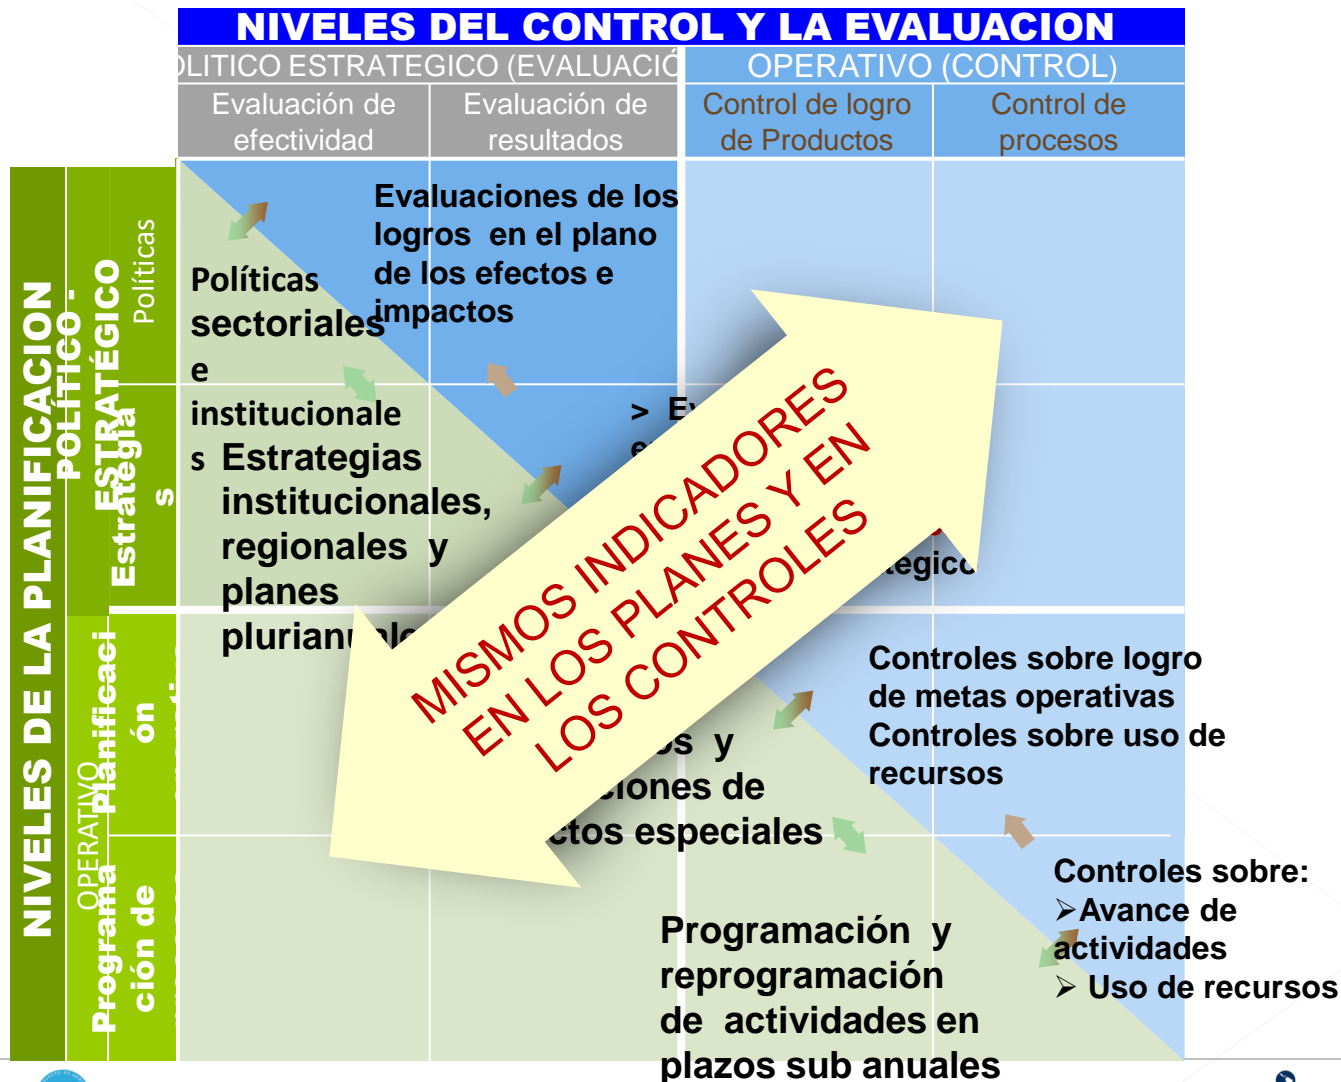 NIVELES DEL CONTROL Y LA EVALUACION
OLITICO ESTRATEGICO (EVALUACIÓ
OPERATIVO (CONTROL)
Evaluación de
efectividad
Evaluación de
resultados
Control de logro
de Productos
Control de
procesos
NIVELES DE LA PLANIFICACION
POLÍTICO -
ESTRATÉGICO
Políticas
Estrategia
s
OPERATIVO
Planificaci
ón
Programa
ción de
Evaluaciones de los
logros en el plano
de los efectos e
impactos
Políticas
sectoriales
e
institucionale
s
Estrategias
institucionales,
regionales y
planes
plurianuale
>
MISMOS INDICADORES
EN LOS PLANES Y EN
LOS CONTROLES
Controles sobre logro
de metas operativas
Controles sobre uso de
recursos
y
de
especiales
Controles sobre:
➢Avance de
actividades
➢ Uso de recursos
Programación y
reprogramación
de actividades en
plazos sub anuales